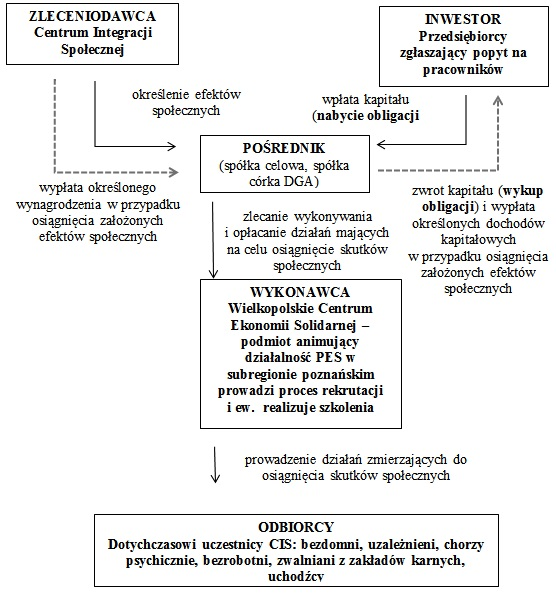 ZLECENIODAWCA
Centrum Integracji
Społecznej
INWESTOR
Przedsiębiorcy
zgłaszający popyt na
pracowników
określenie efektów
społecznych
wpłata kapitału
(nabycie obligacji
POŚREDNIK
(spółka celowa, spółka
córka DGA)
wypłata określonego
wynagrodzenia w przypadku
osiągnięcia założonych
efektów społecznych
zwrot kapitału (wykup
obligacji) i wypłata
określonych dochodów
kapitałowych
w przypadku osiągnięcia
założonych efektów
społecznych
zlecanie wykonywania
i opłacanie działań mających
na celu osiągnięcie skutków
społecznych
WYKONAWCA
Wielkopolskie Centrum
Ekonomii Solidarnej –
podmiot animujący
działalność PES w
subregionie poznańskim
prowadzi proces rekrutacji
i ew. realizuje szkolenia
prowadzenie działań zmierzających do
osiągnięcia skutków społecznych
ODBIORCY
Dotychczasowi uczestnicy CIS: bezdomni, uzależnieni, chorzy
psychicznie, bezrobotni, zwalniani z zakładów karnych,
uchodźcy